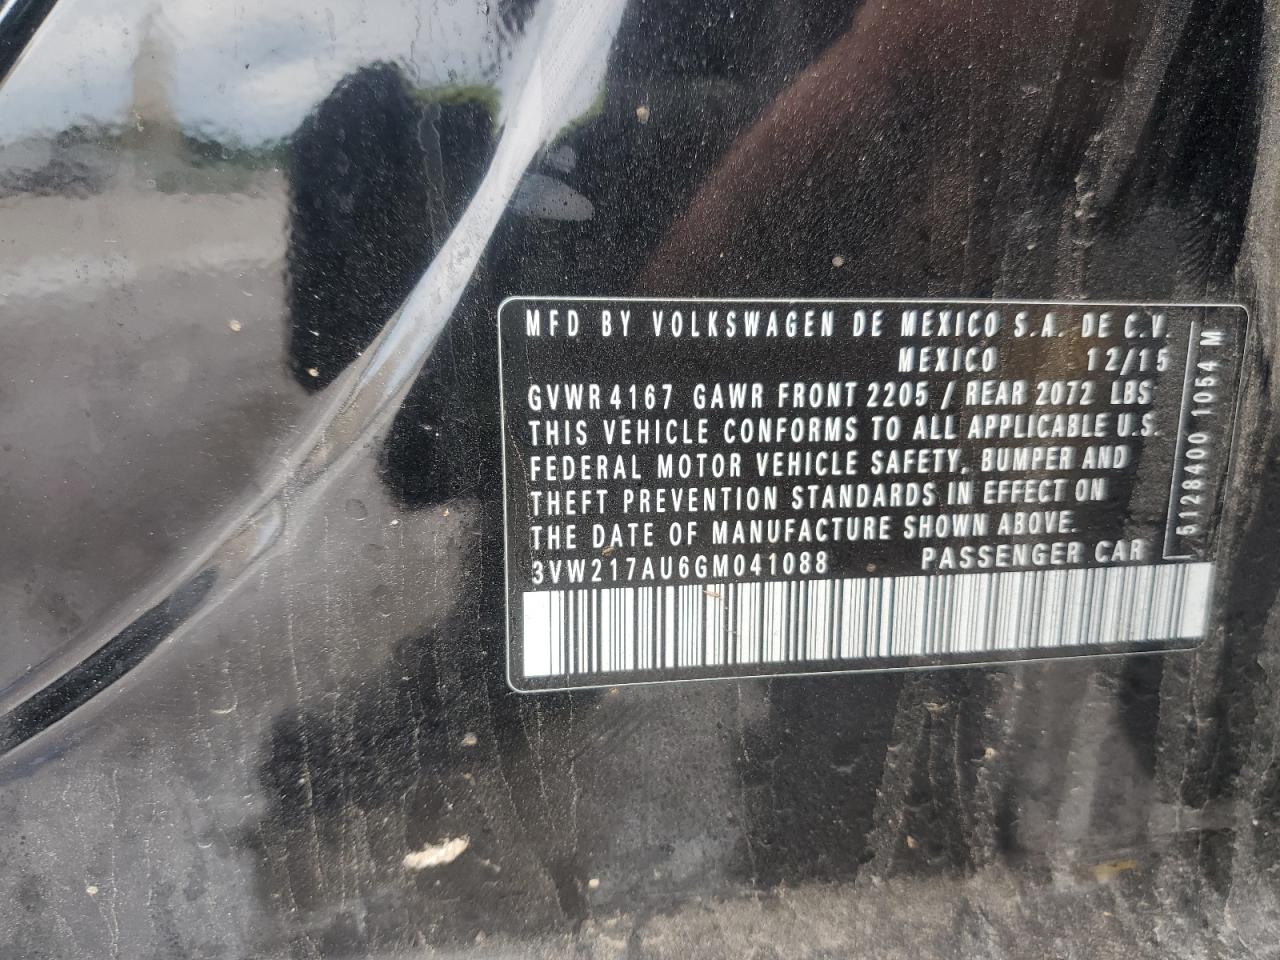 MFD BY VOLKSWAGEN DE MEXICO S.A. DE C.V.
MEXICO 12/15
GVWR 4167 GAWR FRONT 2205 / REAR 2072 LBS
THIS VEHICLE CONFORMS TO ALL APPLICABLE U.S.
FEDERAL MOTOR VEHICLE SAFETY, BUMPER AND
THEFT PREVENTION STANDARDS IN EFFECT ON
THE DATE OF MANUFACTURE SHOWN ABOVE.
3VW217AU6GM041088 PASSENGER CAR
5128400 1054 M